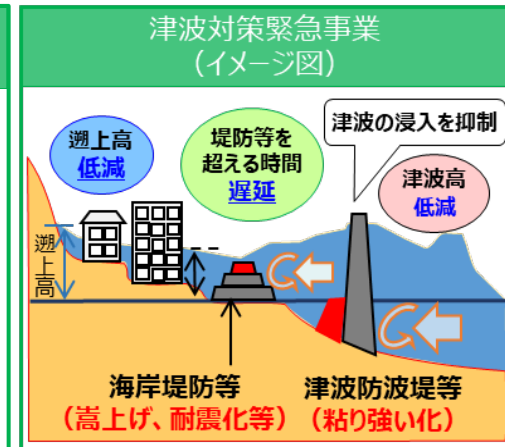 津波対策緊急事業
(イメージ図)
津波の浸入を抑制
遡上高
低減
堤防等を
超える時間
遅延
津波高
低減
遡上高
海岸堤防等
(嵩上げ、耐震化等)
津波防波堤等
(粘り強い化)